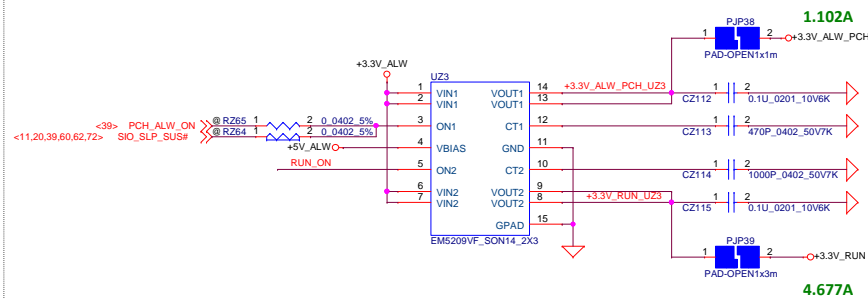 1.102A
PJP38
1 2 +3.3V_ALW_PCH
PAD-OPEN1x1m
+3.3V_ALW
UZ3
1 VIN1 VOUT1 14 +3.3V_ALW_PCH_UZ3
2 VIN1 VOUT1 13
CZ112 1 2 0.1U_0201_10V6K
<39> PCH_ALW_ON @ RZ65 1 2 0_0402_5%
<11,20,39,60,62,72> SIO_SLP_SUS# @ RZ64 1 2 0_0402_5%
3 ON1 CT1 12
CZ113 1 2 470P_0402_50V7K
+5V_ALW 4 VBIAS GND 11
RUN_ON 5 ON2 CT2 10
CZ114 1 2 1000P_0402_50V7K
6 VIN2 VOUT2 9
7 VIN2 VOUT2 8 +3.3V_RUN_UZ3
CZ115 1 2 0.1U_0201_10V6K
GPAD 15
EM5209VF_SON14_2X3
PJP39
1 2 +3.3V_RUN
PAD-OPEN1x3m
4.677A